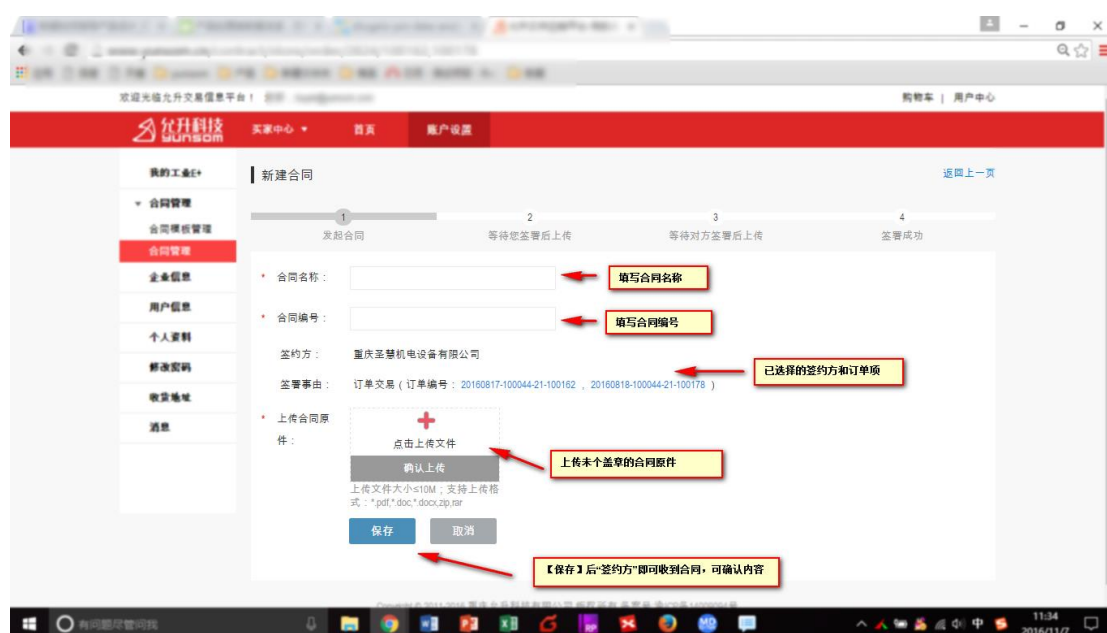 欢迎光临允升交易信息平台！
购物车 | 用户中心
允升科技
yunsom
买家中心
首页
账户设置
我的工业E+
合同管理
合同模板管理
合同管理
企业信息
用户信息
个人资料
修改密码
收货地址
消息
新建合同
返回上一页
1
2
3
4
发起合同
等待您签署后上传
等待对方签署后上传
签署成功
* 合同名称：
填写合同名称
* 合同编号：
填写合同编号
签约方： 重庆圣慧机电设备有限公司
签署事由： 订单交易（订单编号：20160817-100044-21-100162 ，20160818-100044-21-100178 ）
已选择的签约方和订单项
* 上传合同原
件：
点击上传文件
上传未个盖章的合同原件
确认上传
上传文件大小≤10M；支持上传格
式：*.pdf,*.doc,*.docx,zip,rar
保存
取消
【保存】后“签约方”即可收到合同，可确认内容
有问题尽管问我
中
11:34
2016/11/7